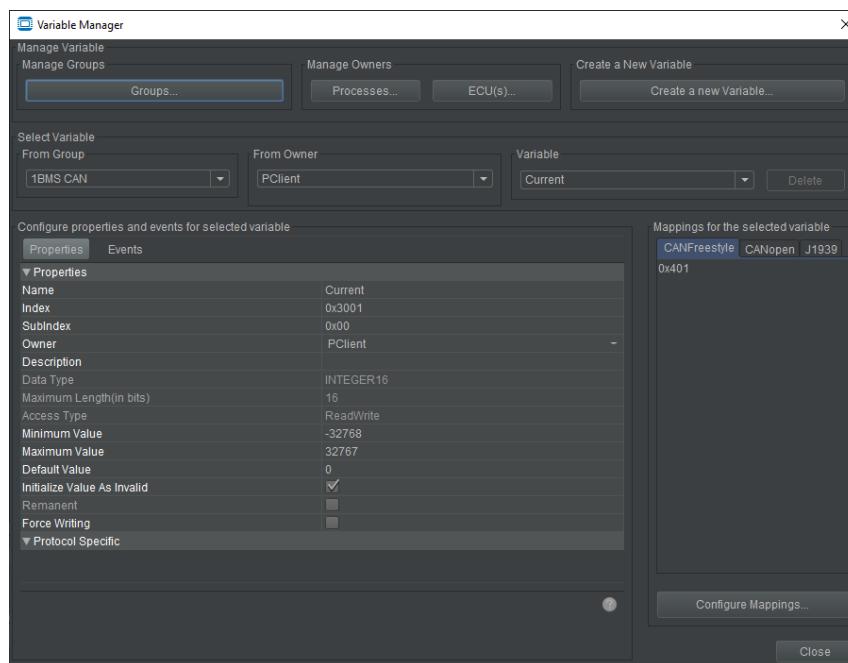 Variable Manager
Manage Variable
Manage Groups
Manage Owners
Create a New Variable
Groups...
Processes...
ECU(s)...
Create a new Variable...
Select Variable
From Group
From Owner
Variable
1BMS CAN
PClient
Current
Delete
Configure properties and events for selected variable
Mappings for the selected variable
Properties
Events
CANFreestyle
CANopen
J1939
Properties
0x401
Name Current
Index 0x3001
SubIndex 0x00
Owner PClient
Description
Data Type INTEGER16
Maximum Length(in bits) 16
Access Type ReadWrite
Minimum Value -32768
Maximum Value 32767
Default Value 0
Initialize Value As Invalid
Remanent
Force Writing
Protocol Specific
?
Configure Mappings...
Close